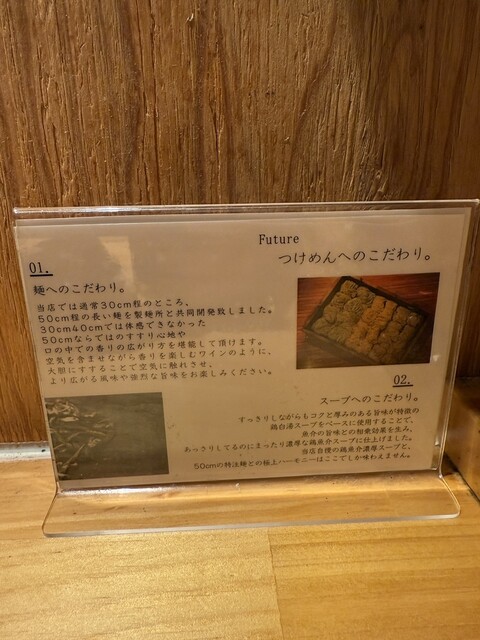 Future
つけめんへのこだわり。
01.
麺へのこだわり。
当店では通常30cm程のところ、
50cm程の長い麺を製麺所と共同開発致しました。
30cm40cmでは体感できなかった
50cmならではのすすり心地や
口の中での香りの広がり方を堪能して頂けます。
空気を含ませながら香りを楽しむワインのように、
大胆にすすることで空気に触れさせ、
より広がる風味や強烈な旨味をお楽しみください。
02.
スープへのこだわり。
すっきりしながらもコクと厚みのある旨味が特徴の
鶏白湯スープをベースに使用することで、
魚介の旨味との相乗効果を生み、
あっさりしてるのにまったり濃厚な鶏魚介スープに仕上げました。
当店自慢の鶏魚介濃厚スープと、
50cmの特注麺との極上ハーモニーはここでしか味わえません。